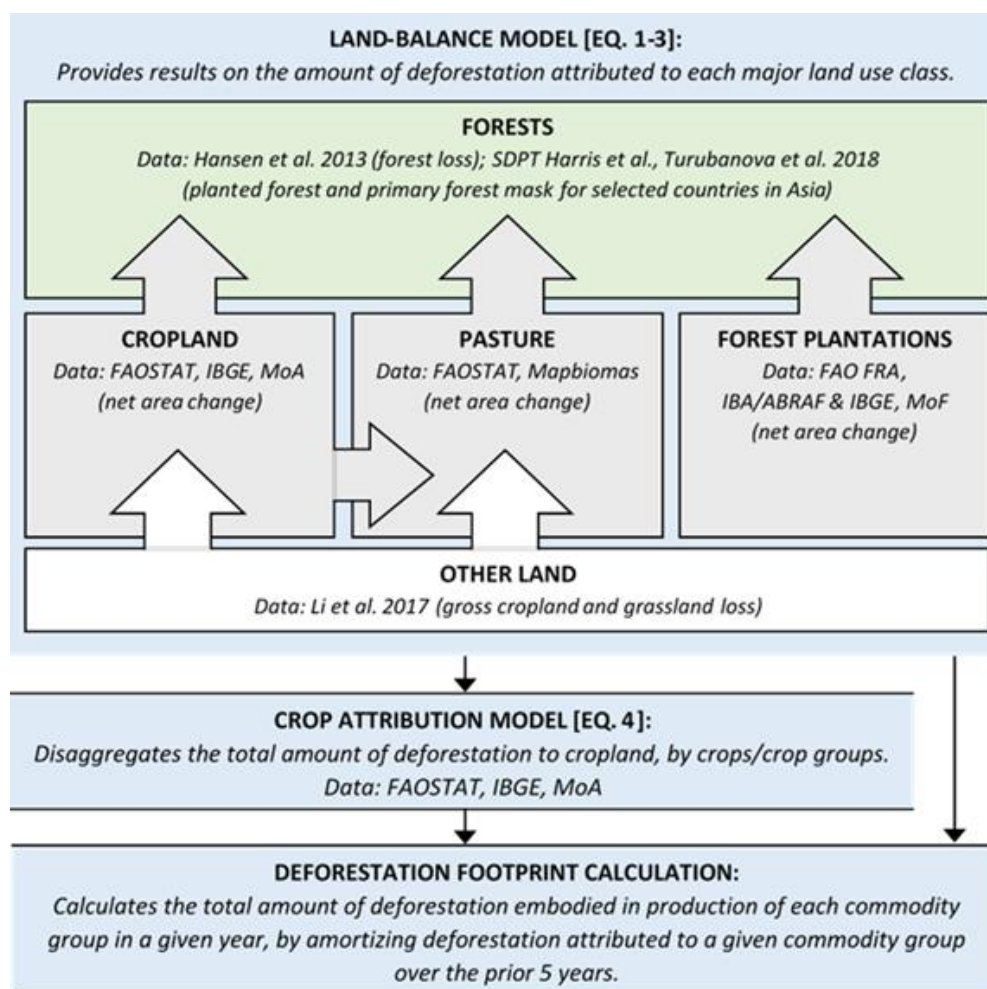 LAND-BALANCE MODEL [EQ. 1-3]:
Provides results on the amount of deforestation attributed to each major land use class.
FORESTS
Data: Hansen et al. 2013 (forest loss); SDPT Harris et al., Turubanova et al. 2018
(planted forest and primary forest mask for selected countries in Asia)
CROPLAND
Data: FAOSTAT, IBGE, MoA
(net area change)
PASTURE
Data: FAOSTAT, Mapbiomas
(net area change)
FOREST PLANTATIONS
Data: FAO FRA,
IBA/ABRAF & IBGE, MoF
(net area change)
OTHER LAND
Data: Li et al. 2017 (gross cropland and grassland loss)
CROP ATTRIBUTION MODEL [EQ. 4]:
Disaggregates the total amount of deforestation to cropland, by crops/crop groups.
Data: FAOSTAT, IBGE, MoA
DEFORESTATION FOOTPRINT CALCULATION:
Calculates the total amount of deforestation embodied in production of each commodity
group in a given year, by amortizing deforestation attributed to a given commodity group
over the prior 5 years.